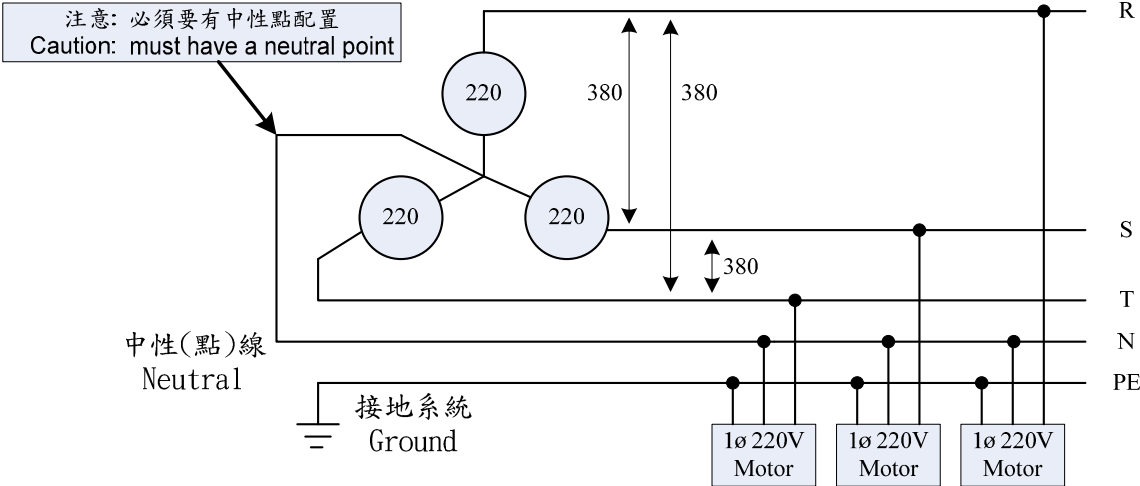 注意: 必須要有中性點配置
Caution: must have a neutral point
R
220
380
380
220
220
S
380
T
中性(點)線
Neutral
N
PE
接地系統
Ground
1ø 220V
Motor
1ø 220V
Motor
1ø 220V
Motor